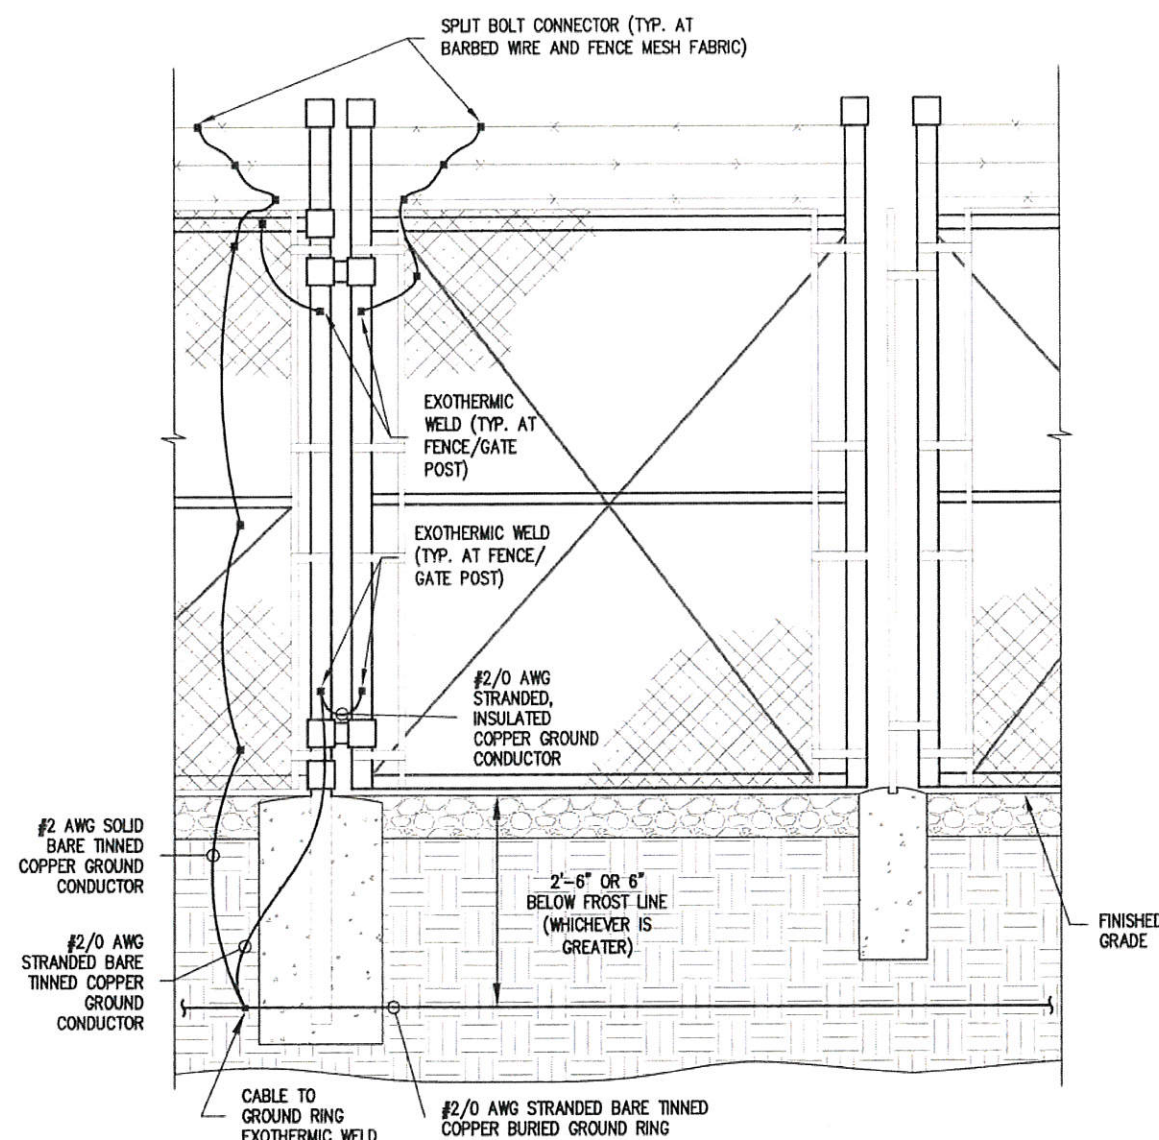 SPLIT BOLT CONNECTOR (TYP. AT
BARBED WIRE AND FENCE MESH FABRIC)
EXOTHERMIC
WELD (TYP. AT
FENCE/GATE
POST)
EXOTHERMIC WELD
(TYP. AT FENCE/
GATE POST)
#2/0 AWG
STRANDED,
INSULATED
COPPER GROUND
CONDUCTOR
#2 AWG SOLID
BARE TINNED
COPPER GROUND
CONDUCTOR
2'-6" OR 6"
BELOW FROST LINE
(WHICHEVER IS
GREATER)
FINISHED
GRADE
#2/0 AWG
STRANDED BARE
TINNED COPPER
GROUND
CONDUCTOR
CABLE TO
GROUND RING
EXOTHERMIC WELD
#2/0 AWG STRANDED BARE TINNED
COPPER BURIED GROUND RING